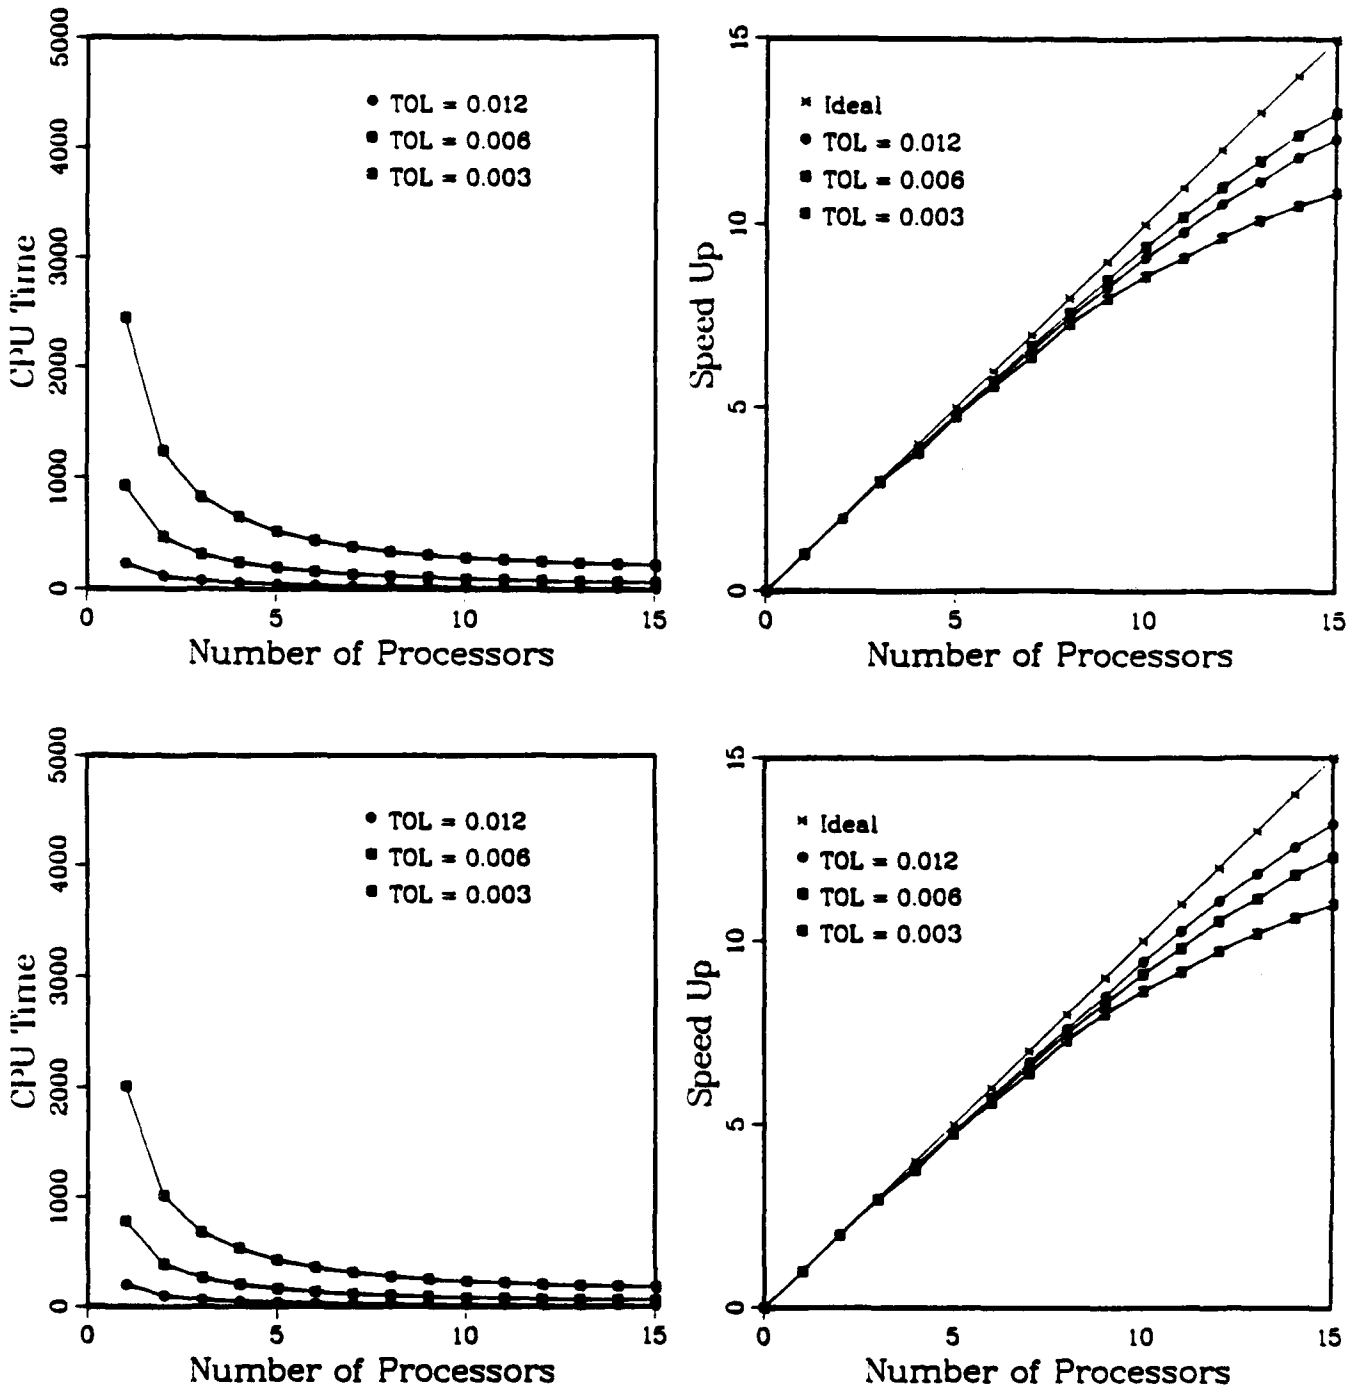 5000
4000
3000
2000
1000
0
CPU Time
TOL = 0.012
TOL = 0.006
TOL = 0.003
0 5 10 15
Number of Processors
15
10
5
0
Speed Up
Ideal
TOL = 0.012
TOL = 0.006
TOL = 0.003
0 5 10 15
Number of Processors
5000
4000
3000
2000
1000
0
CPU Time
TOL = 0.012
TOL = 0.006
TOL = 0.003
0 5 10 15
Number of Processors
15
10
5
0
Speed Up
Ideal
TOL = 0.012
TOL = 0.006
TOL = 0.003
0 5 10 15
Number of Processors